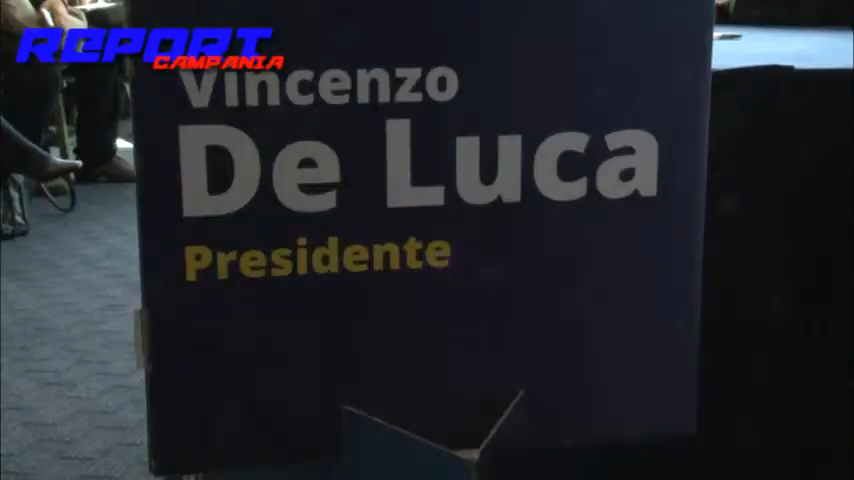 REPORT
CAMPANIA
Vincenzo
De Luca
Presidente